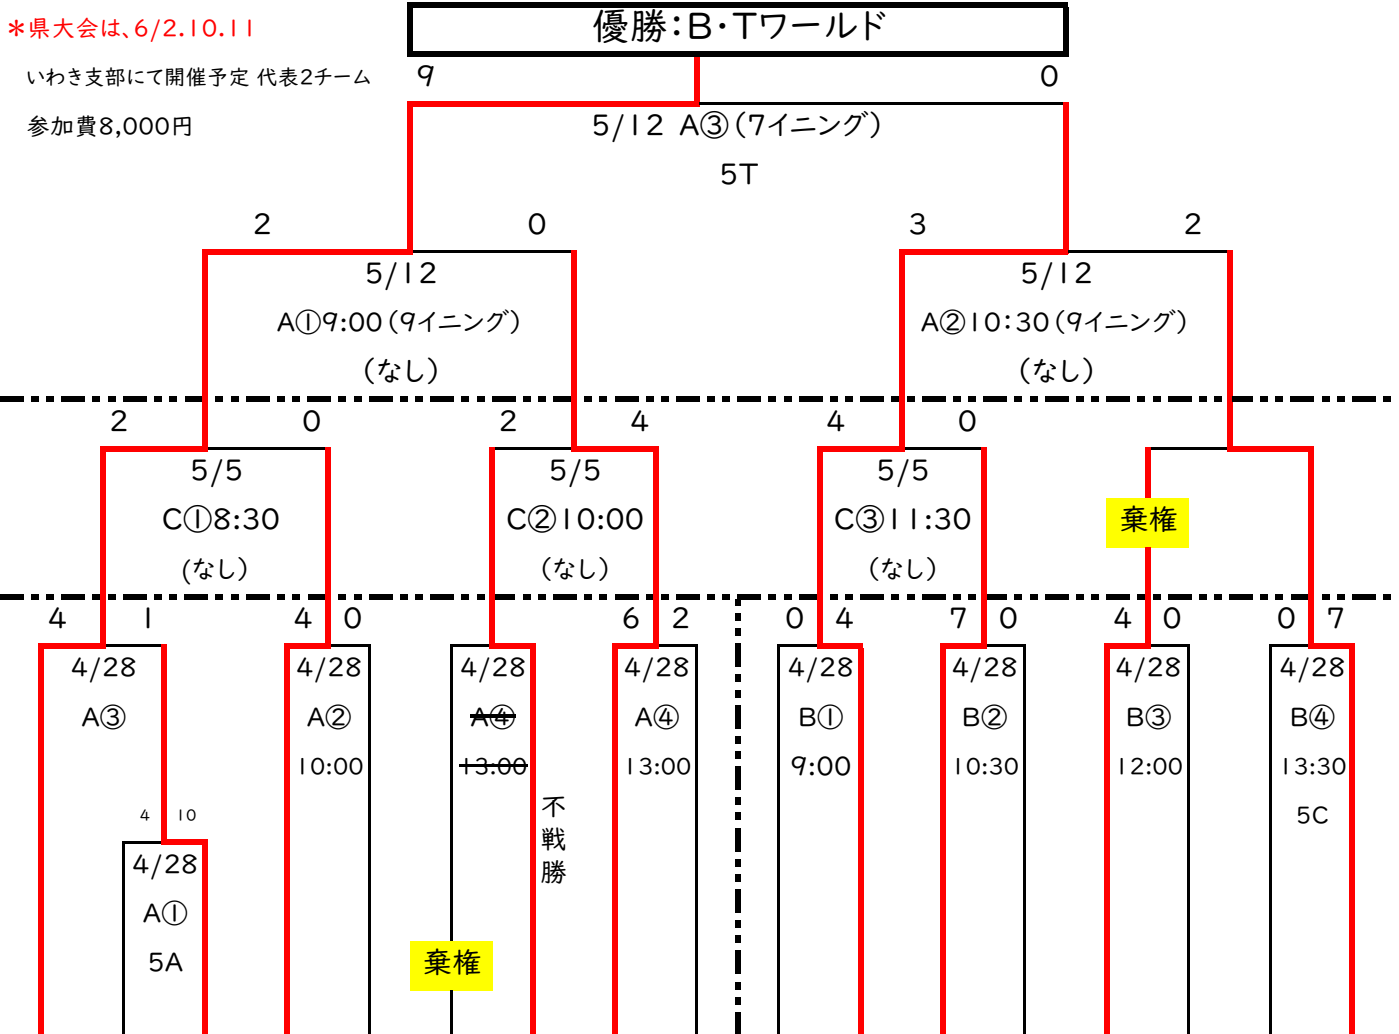 優勝：B・Tワールド
＊県大会は、6/2.10.11
いわき支部にて開催予定 代表2チーム
参加費8,000円
9 0
5/12 A③（7イニング）
5T
2 0 3 2
5/12 5/12
A①9:00（9イニング） A②10：30（9イニング）
（なし） （なし）
2 0 2 4 4 0
5/5 5/5 5/5
C①8:30 C②10:00 C③11:30 棄権
(なし） （なし） （なし）
4 1 4 0 6 2 0 4 7 0 4 0 0 7
4/28 4/28 4/28 4/28 4/28 4/28 4/28 4/28
A③ A② A④ A④ B① B② B③ B④
10:00 13:00 13:00 9:00 10:30 12:00 13:30
不戦勝
4 10 5C
4/28
A①
5A 棄権